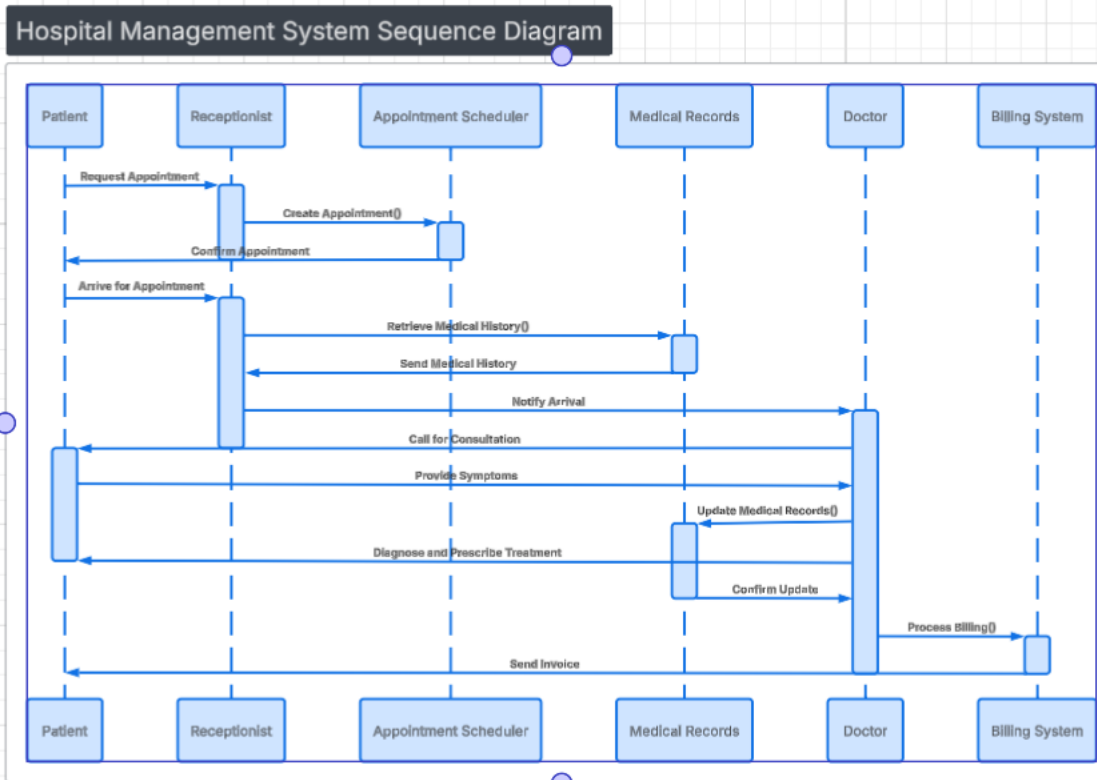 Hospital Management System Sequence Diagram
Patient
Receptionist
Appointment Scheduler
Medical Records
Doctor
Billing System
Request Appointment
Create Appointment()
Confirm Appointment
Arrive for Appointment
Retrieve Medical History()
Send Medical History
Notify Arrival
Call for Consultation
Provide Symptoms
Update Medical Records()
Diagnose and Prescribe Treatment
Confirm Update
Process Billing()
Send Invoice
Patient
Receptionist
Appointment Scheduler
Medical Records
Doctor
Billing System